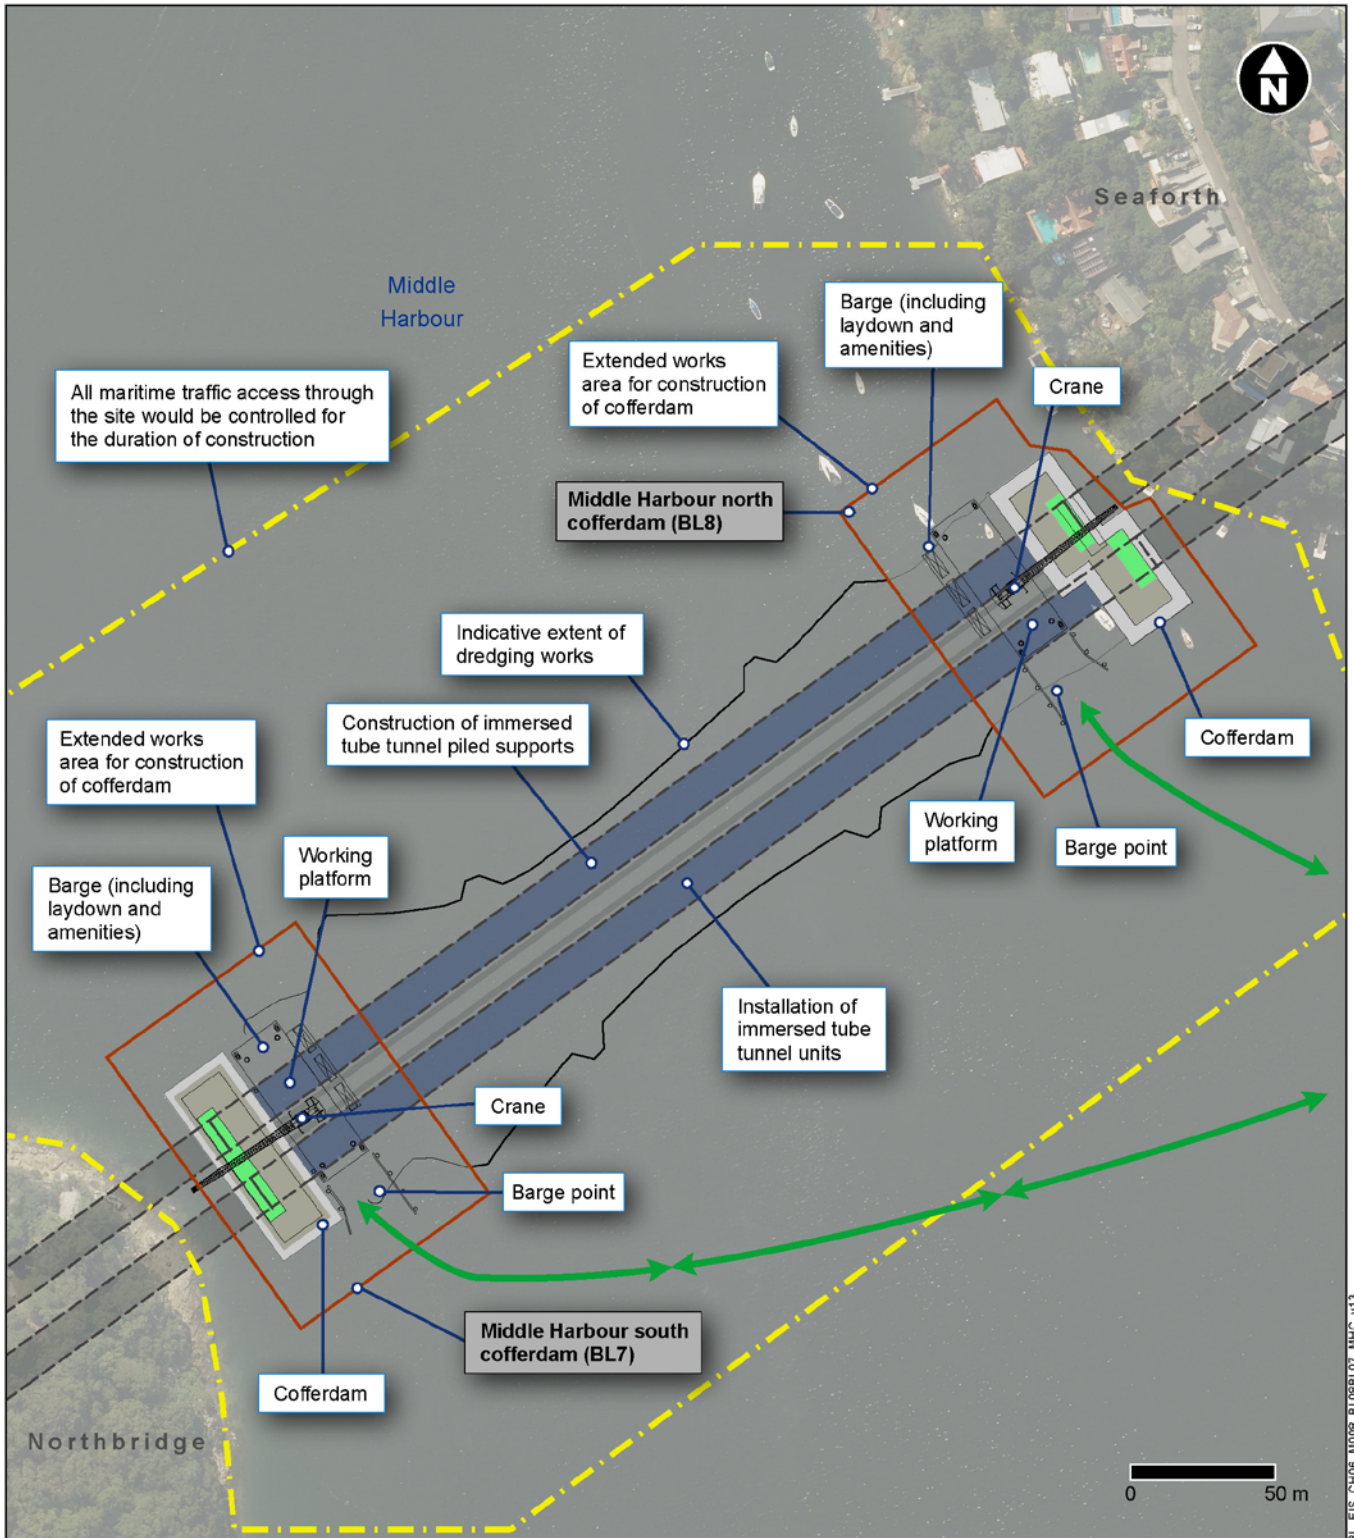 N
Seaforth
Middle
Harbour
Barge (including
laydown and
amenities)
Extended works
area for construction
of cofferdam
Crane
All maritime traffic access through
the site would be controlled for
the duration of construction
Middle Harbour north
cofferdam (BL8)
Indicative extent of
dredging works
Construction of immersed
tube tunnel piled supports
Extended works
area for construction
of cofferdam
Cofferdam
Working
platform
Barge point
Working
platform
Barge (including
laydown and
amenities)
Installation of
immersed tube
tunnel units
Crane
Barge point
Middle Harbour south
cofferdam (BL7)
Cofferdam
Northbridge
0 50 m